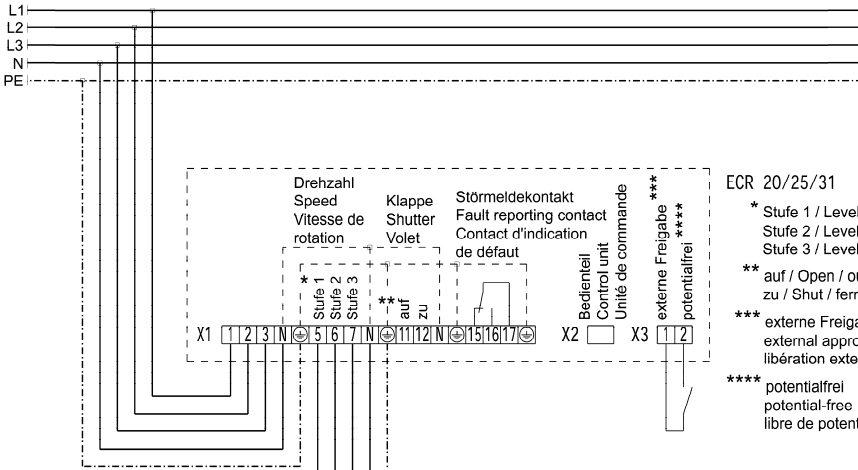 L1
L2
L3
N
PE
Drehzahl
Speed
Vitesse de
rotation
Klappe
Shutter
Volet
Störmeldekontakt
Fault reporting contact
Contact d'indication
de défaut
Bedienteil
Control unit
Unité de commande
externe Freigabe ***
potentialfrei ****
* Stufe 1
Stufe 2
Stufe 3
** auf
zu
X1 1 2 3 N 5 6 7 N 11 12 N 15 16 17
X2
X3 1 2
ECR 20/25/31
* Stufe 1 / Level
Stufe 2 / Level
Stufe 3 / Level
** auf / Open / ou
zu / Shut / ferm
*** externe Freiga
external appro
libération exte
**** potentialfrei
potential-free
libre de potent